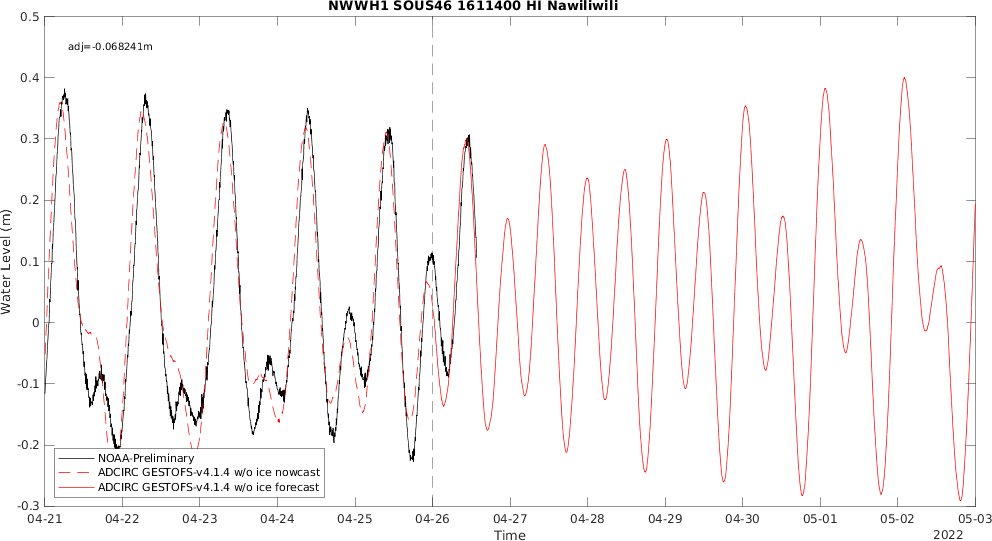 NWWH1 SOUS46 1611400 HI Nawiliwili
adj=-0.068241m
0.5
0.4
0.3
0.2
0.1
0
-0.1
-0.2
-0.3
Water Level (m)
NOAA-Preliminary
ADCIRC GESTOFS-v4.1.4 w/o ice nowcast
ADCIRC GESTOFS-v4.1.4 w/o ice forecast
04-21 04-22 04-23 04-24 04-25 04-26 04-27 04-28 04-29 04-30 05-01 05-02 05-03
Time
2022